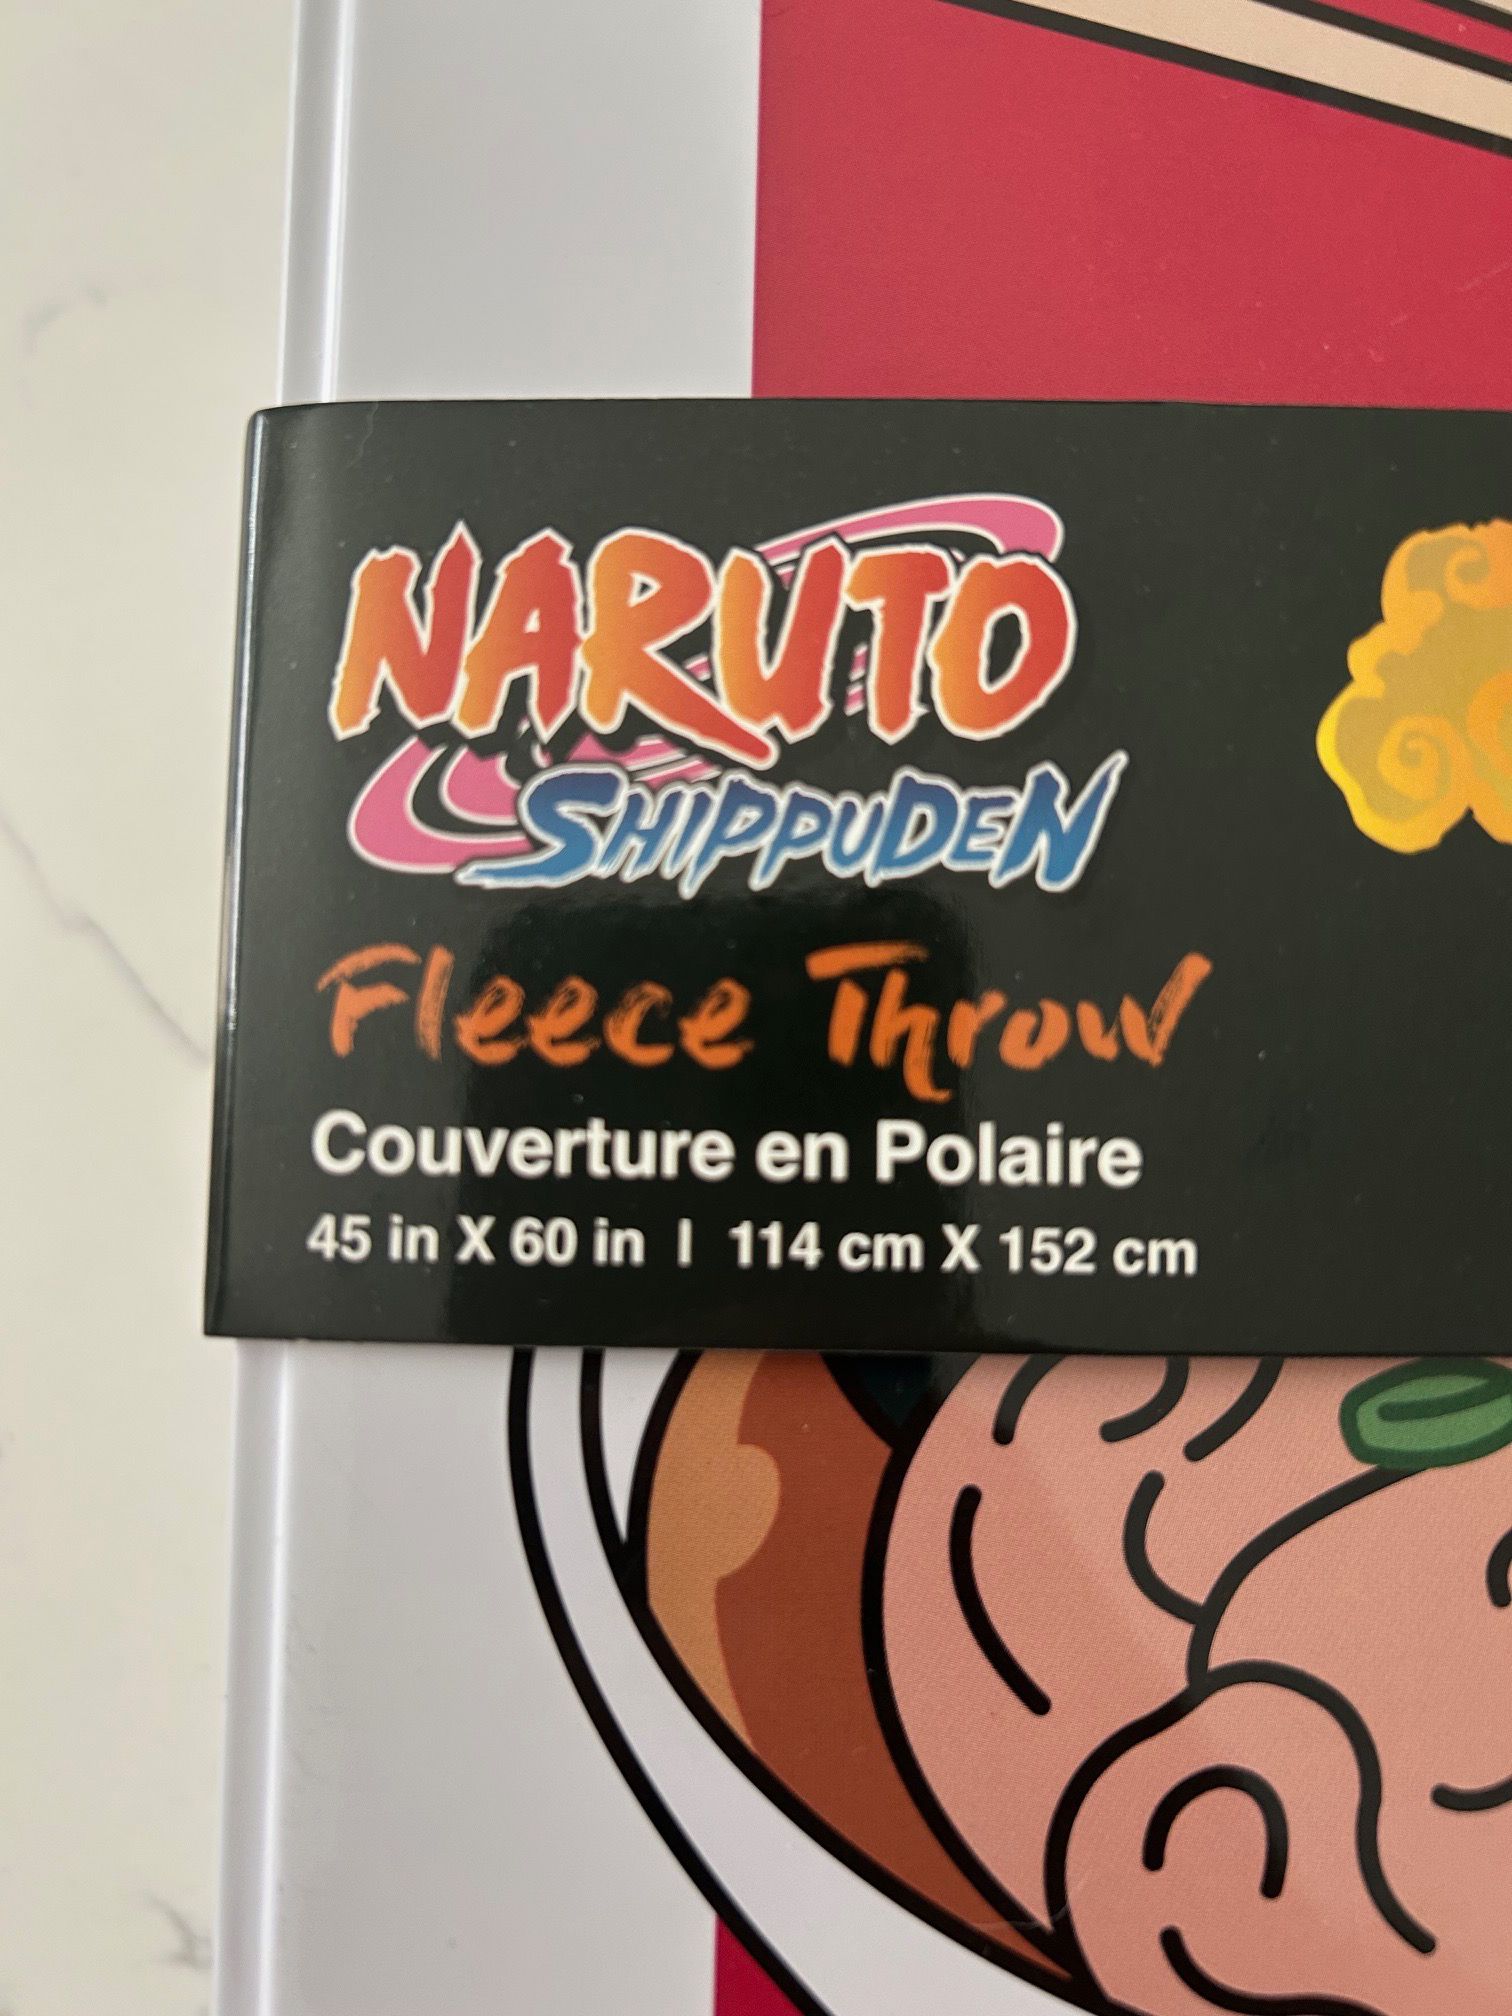 NARUTO
SHIPPUDEN
Fleece Throw
Couverture en Polaire
45 in X 60 in | 114 cm X 152 cm